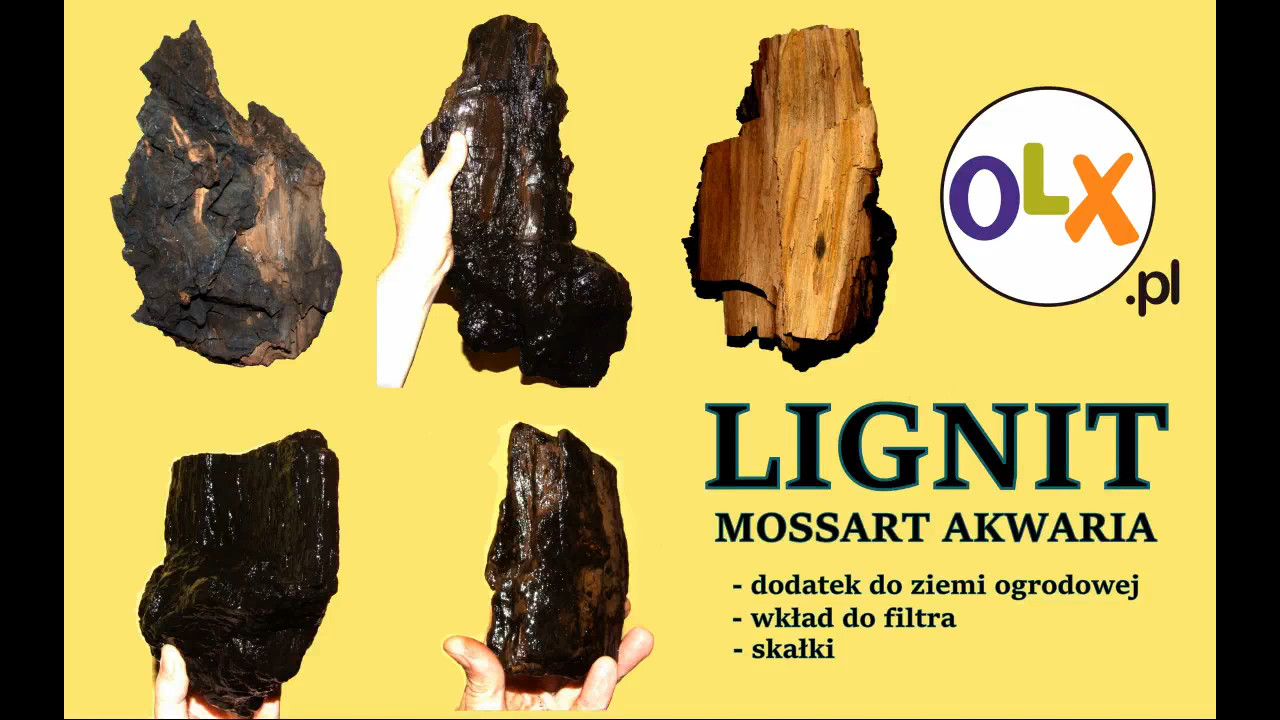 OLX
.pl
LIGNIT
MOSSART AKWARIA
- dodatek do ziemi ogrodowej
- wkład do filtra
- skałki